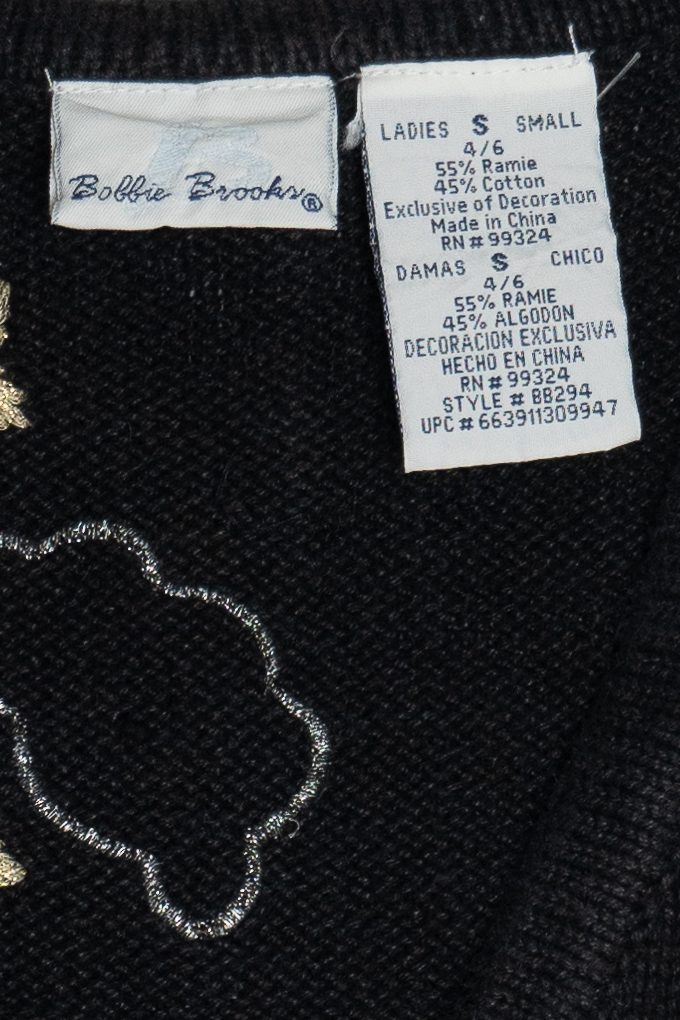 Bobbie Brooks®
LADIES S SMALL
4/6
55% Ramie
45% Cotton
Exclusive of Decoration
Made in China
RN # 99324
DAMAS S CHICO
4/6
55% RAMIE
45% ALGODON
DECORACION EXCLUSIVA
HECHO EN CHINA
RN # 99324
STYLE # BB294
UPC # 663911309947